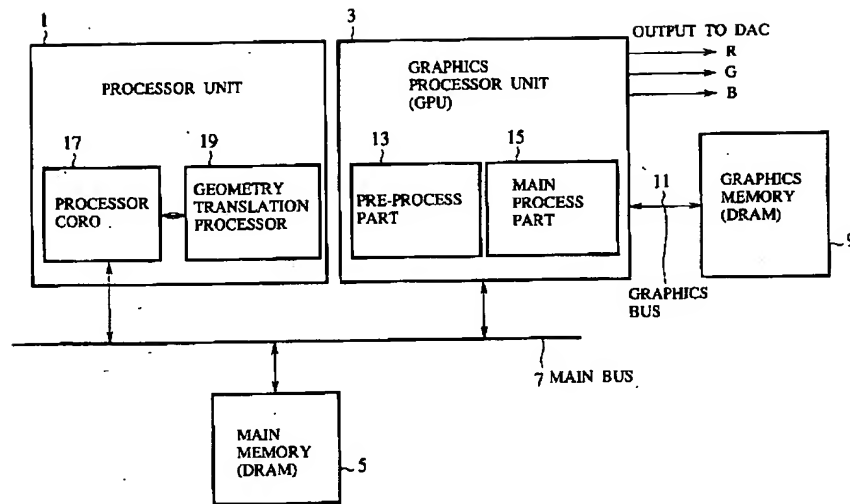 1
PROCESSOR UNIT
17
PROCESSOR
CORO
19
GEOMETRY
TRANSLATION
PROCESSOR
3
GRAPHICS
PROCESSOR UNIT
(GPU)
13
PRE-PROCESS
PART
15
MAIN
PROCESS
PART
OUTPUT TO DAC
R
G
B
11
GRAPHICS
BUS
GRAPHICS
MEMORY
(DRAM)
9
7 MAIN BUS
MAIN
MEMORY
(DRAM)
5